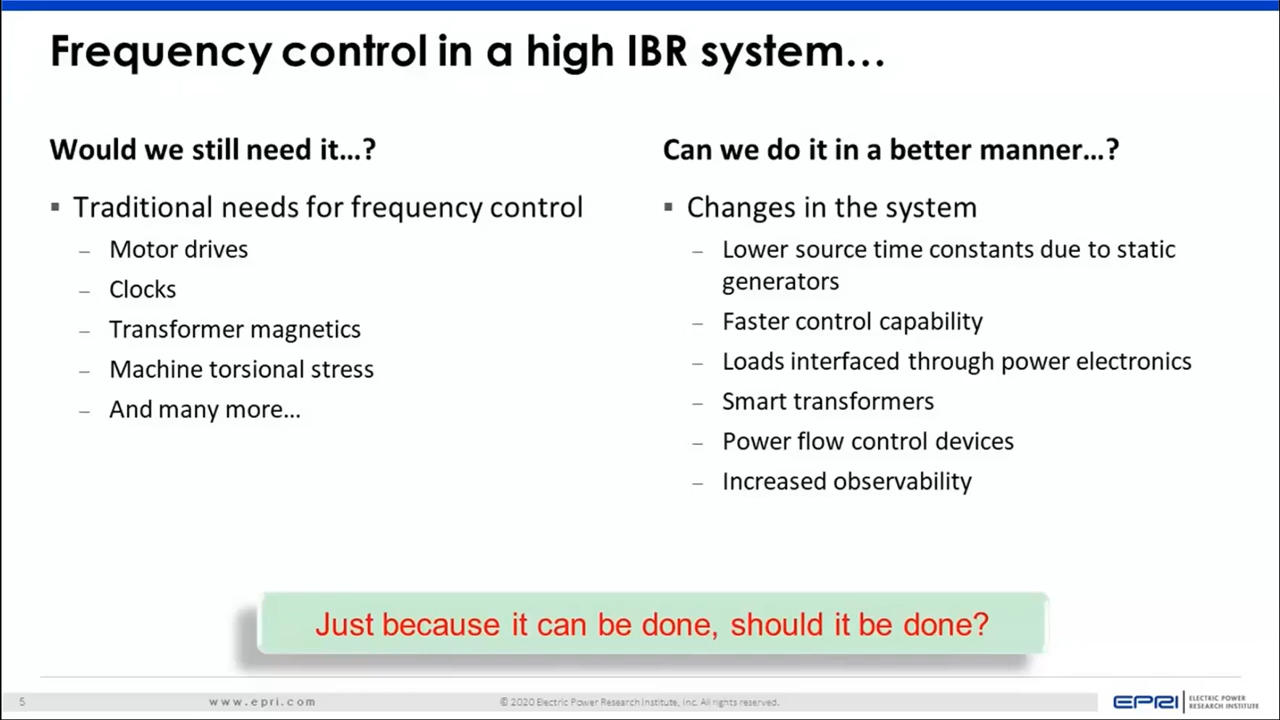 Frequency control in a high IBR system…
Would we still need it…?
▪ Traditional needs for frequency control
– Motor drives
– Clocks
– Transformer magnetics
– Machine torsional stress
– And many more…
Can we do it in a better manner…?
▪ Changes in the system
– Lower source time constants due to static
generators
– Faster control capability
– Loads interfaced through power electronics
– Smart transformers
– Power flow control devices
– Increased observability
Just because it can be done, should it be done?
5
www.epri.com
© 2020 Electric Power Research Institute, Inc. All rights reserved.
EPRI
ELECTRIC POWER
RESEARCH INSTITUTE